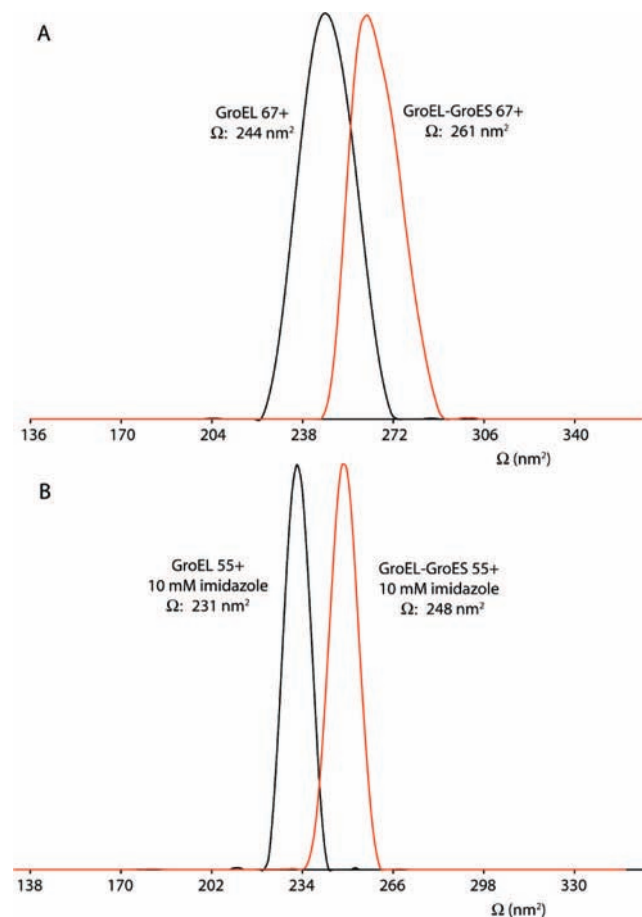 A
GroEL 67+
Ω: 244 nm²
GroEL-GroES 67+
Ω: 261 nm²
136 170 204 238 272 306 340
Ω (nm²)
B
GroEL 55+
10 mM imidazole
Ω: 231 nm²
GroEL-GroES 55+
10 mM imidazole
Ω: 248 nm²
138 170 202 234 266 298 330
Ω (nm²)